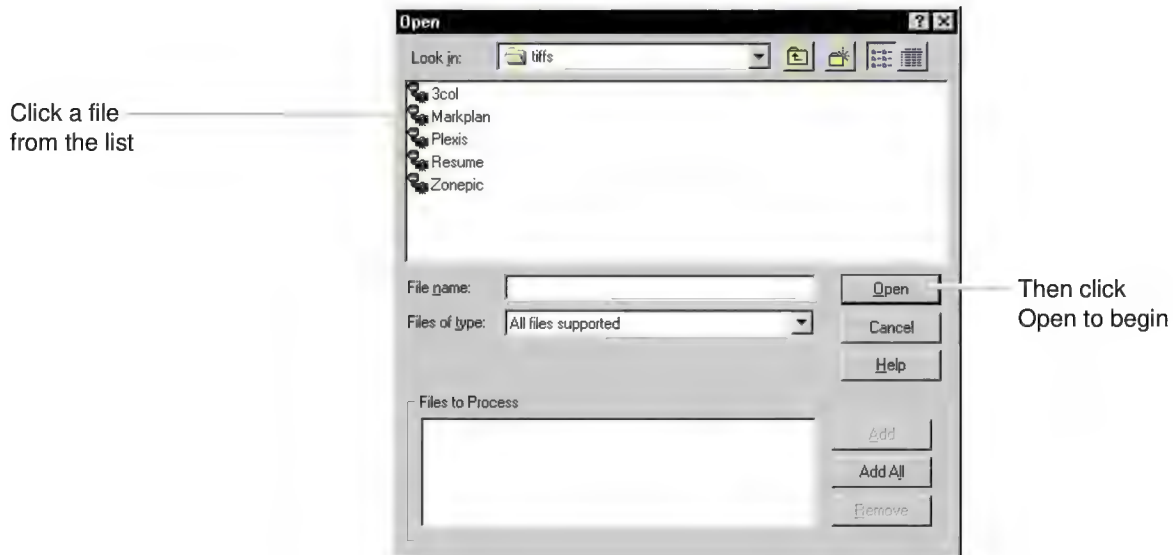 Open
Look in:
tiffs
3col
Markplan
Plexis
Resume
Zonepic
Click a file
from the list
File name:
Open
Then click
Open to begin
Files of type:
All files supported
Cancel
Help
Files to Process
Add
Add All
Remove